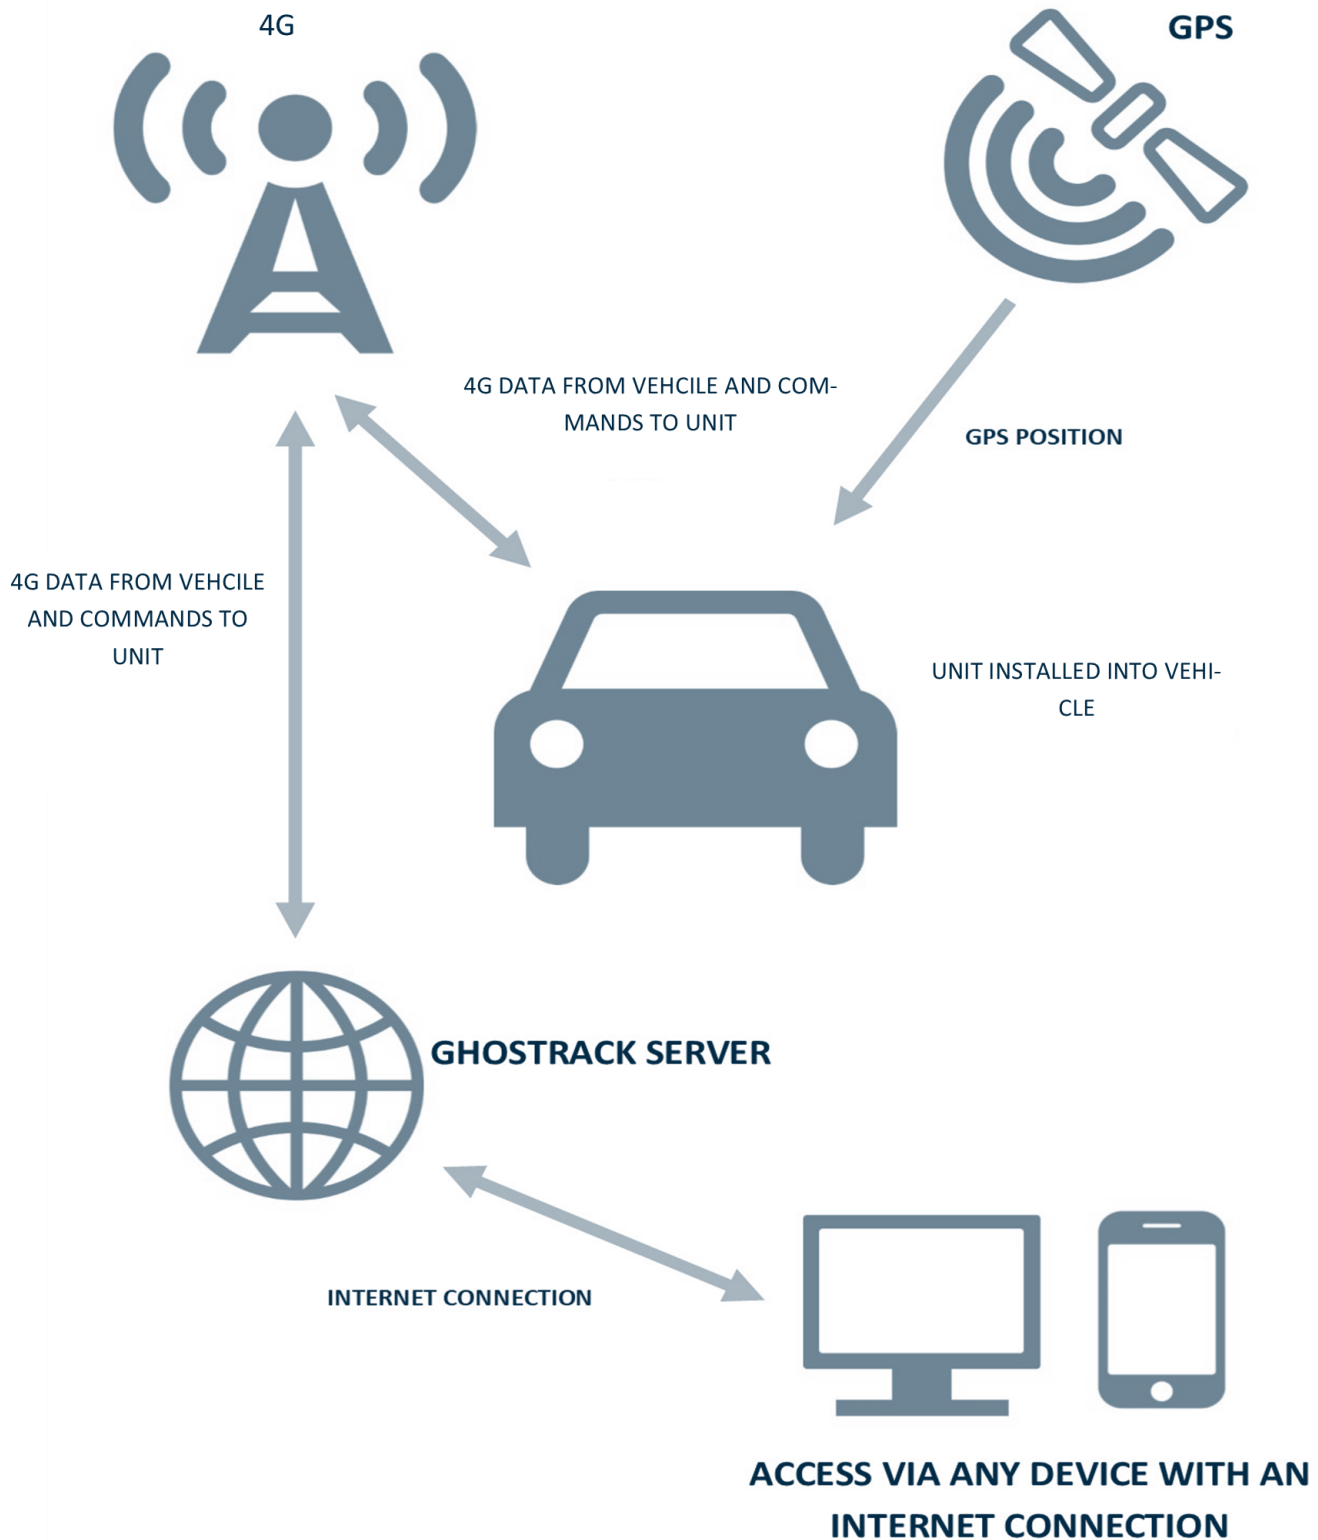 4G
GPS
4G DATA FROM VEHCILE AND COM-
MANDS TO UNIT
GPS POSITION
4G DATA FROM VEHCILE
AND COMMANDS TO
UNIT
UNIT INSTALLED INTO VEHI-
CLE
GHOSTRACK SERVER
INTERNET CONNECTION
ACCESS VIA ANY DEVICE WITH AN
INTERNET CONNECTION